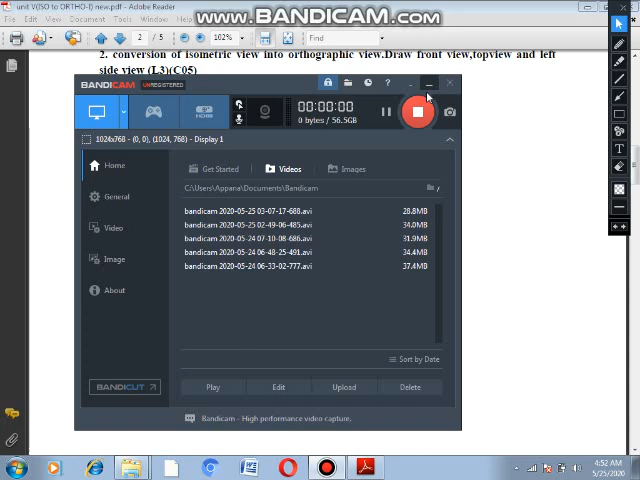 unit V(ISO to ORTHO-I) new.pdf - Adobe Reader
File Edit View Document Tools Window
WWW.BANDICAM.COM
2 / 5 102% Find
2. conversion of isometric view into orthographic view.Draw front view,topview and left
side view (L3)(C05)
BANDICAM UNREGISTERED
HDMI
00:00:00
0 bytes / 56.5GB
1024x768 - (0, 0), (1024, 768) - Display 1
Home
General
Video
Image
About
BANDICUT
Get Started Videos Images
C:\Users\Appana\Documents\Bandicam
bandicam 2020-05-25 03-07-17-688.avi 28.8MB
bandicam 2020-05-25 02-49-06-485.avi 34.0MB
bandicam 2020-05-24 07-10-08-686.avi 31.9MB
bandicam 2020-05-24 06-48-25-491.avi 34.4MB
bandicam 2020-05-24 06-33-02-777.avi 37.4MB
Sort by Date
Play Edit Upload Delete
Bandicam - High performance video capture.
4:52 AM
5/25/2020